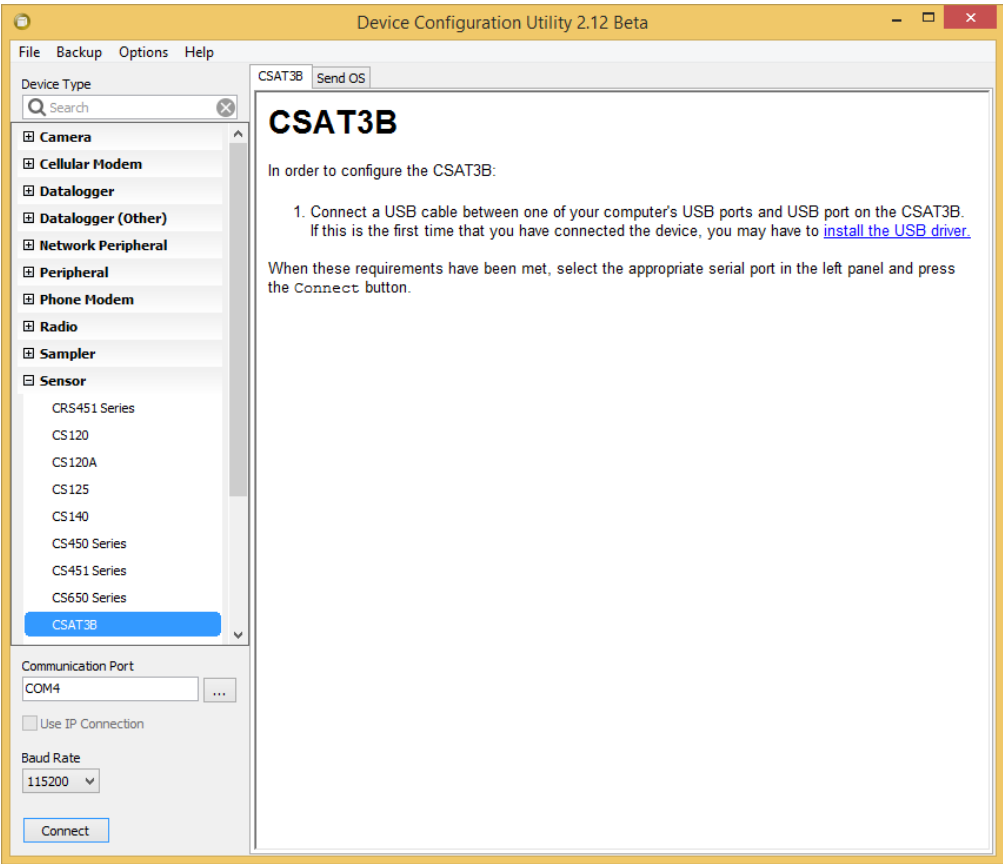 Device Configuration Utility 2.12 Beta
File Backup Options Help
Device Type
Search
Camera
Cellular Modem
Datalogger
Datalogger (Other)
Network Peripheral
Peripheral
Phone Modem
Radio
Sampler
Sensor
CRS451 Series
CS120
CS120A
CS125
CS140
CS450 Series
CS451 Series
CS650 Series
CSAT3B
Communication Port
COM4
...
Use IP Connection
Baud Rate
115200
Connect
CSAT3B Send OS
CSAT3B
In order to configure the CSAT3B:
1. Connect a USB cable between one of your computer's USB ports and USB port on the CSAT3B.
If this is the first time that you have connected the device, you may have to install the USB driver.
When these requirements have been met, select the appropriate serial port in the left panel and press
the Connect button.